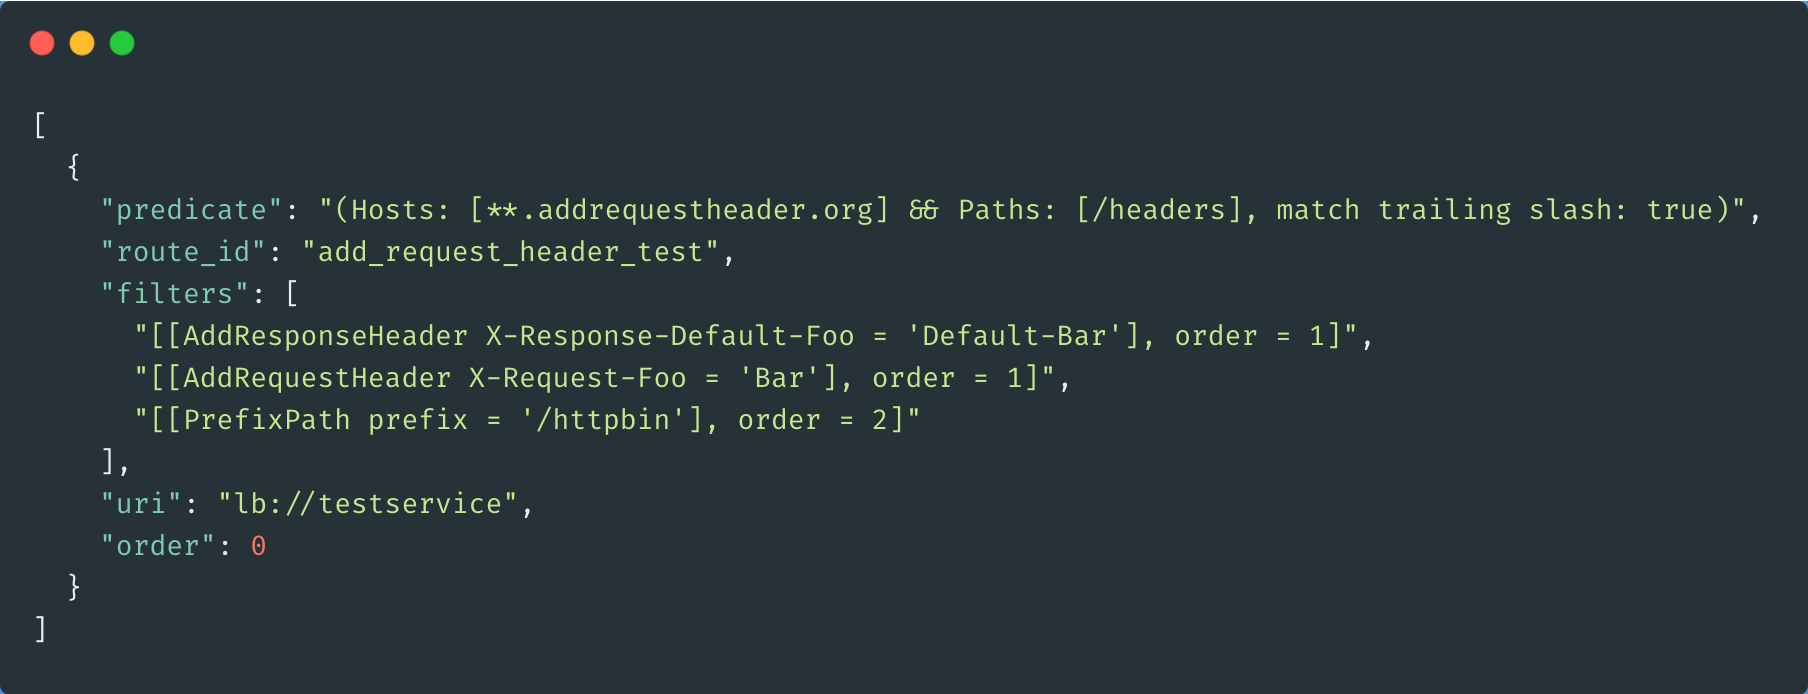 [
  {
    "predicate": "(Hosts: [**.addrequestheader.org] && Paths: [/headers], match trailing slash: true)",
    "route_id": "add_request_header_test",
    "filters": [
      "[[AddResponseHeader X-Response-Default-Foo = 'Default-Bar'], order = 1]",
      "[[AddRequestHeader X-Request-Foo = 'Bar'], order = 1]",
      "[[PrefixPath prefix = '/httpbin'], order = 2]"
    ],
    "uri": "lb://testservice",
    "order": 0
  }
]